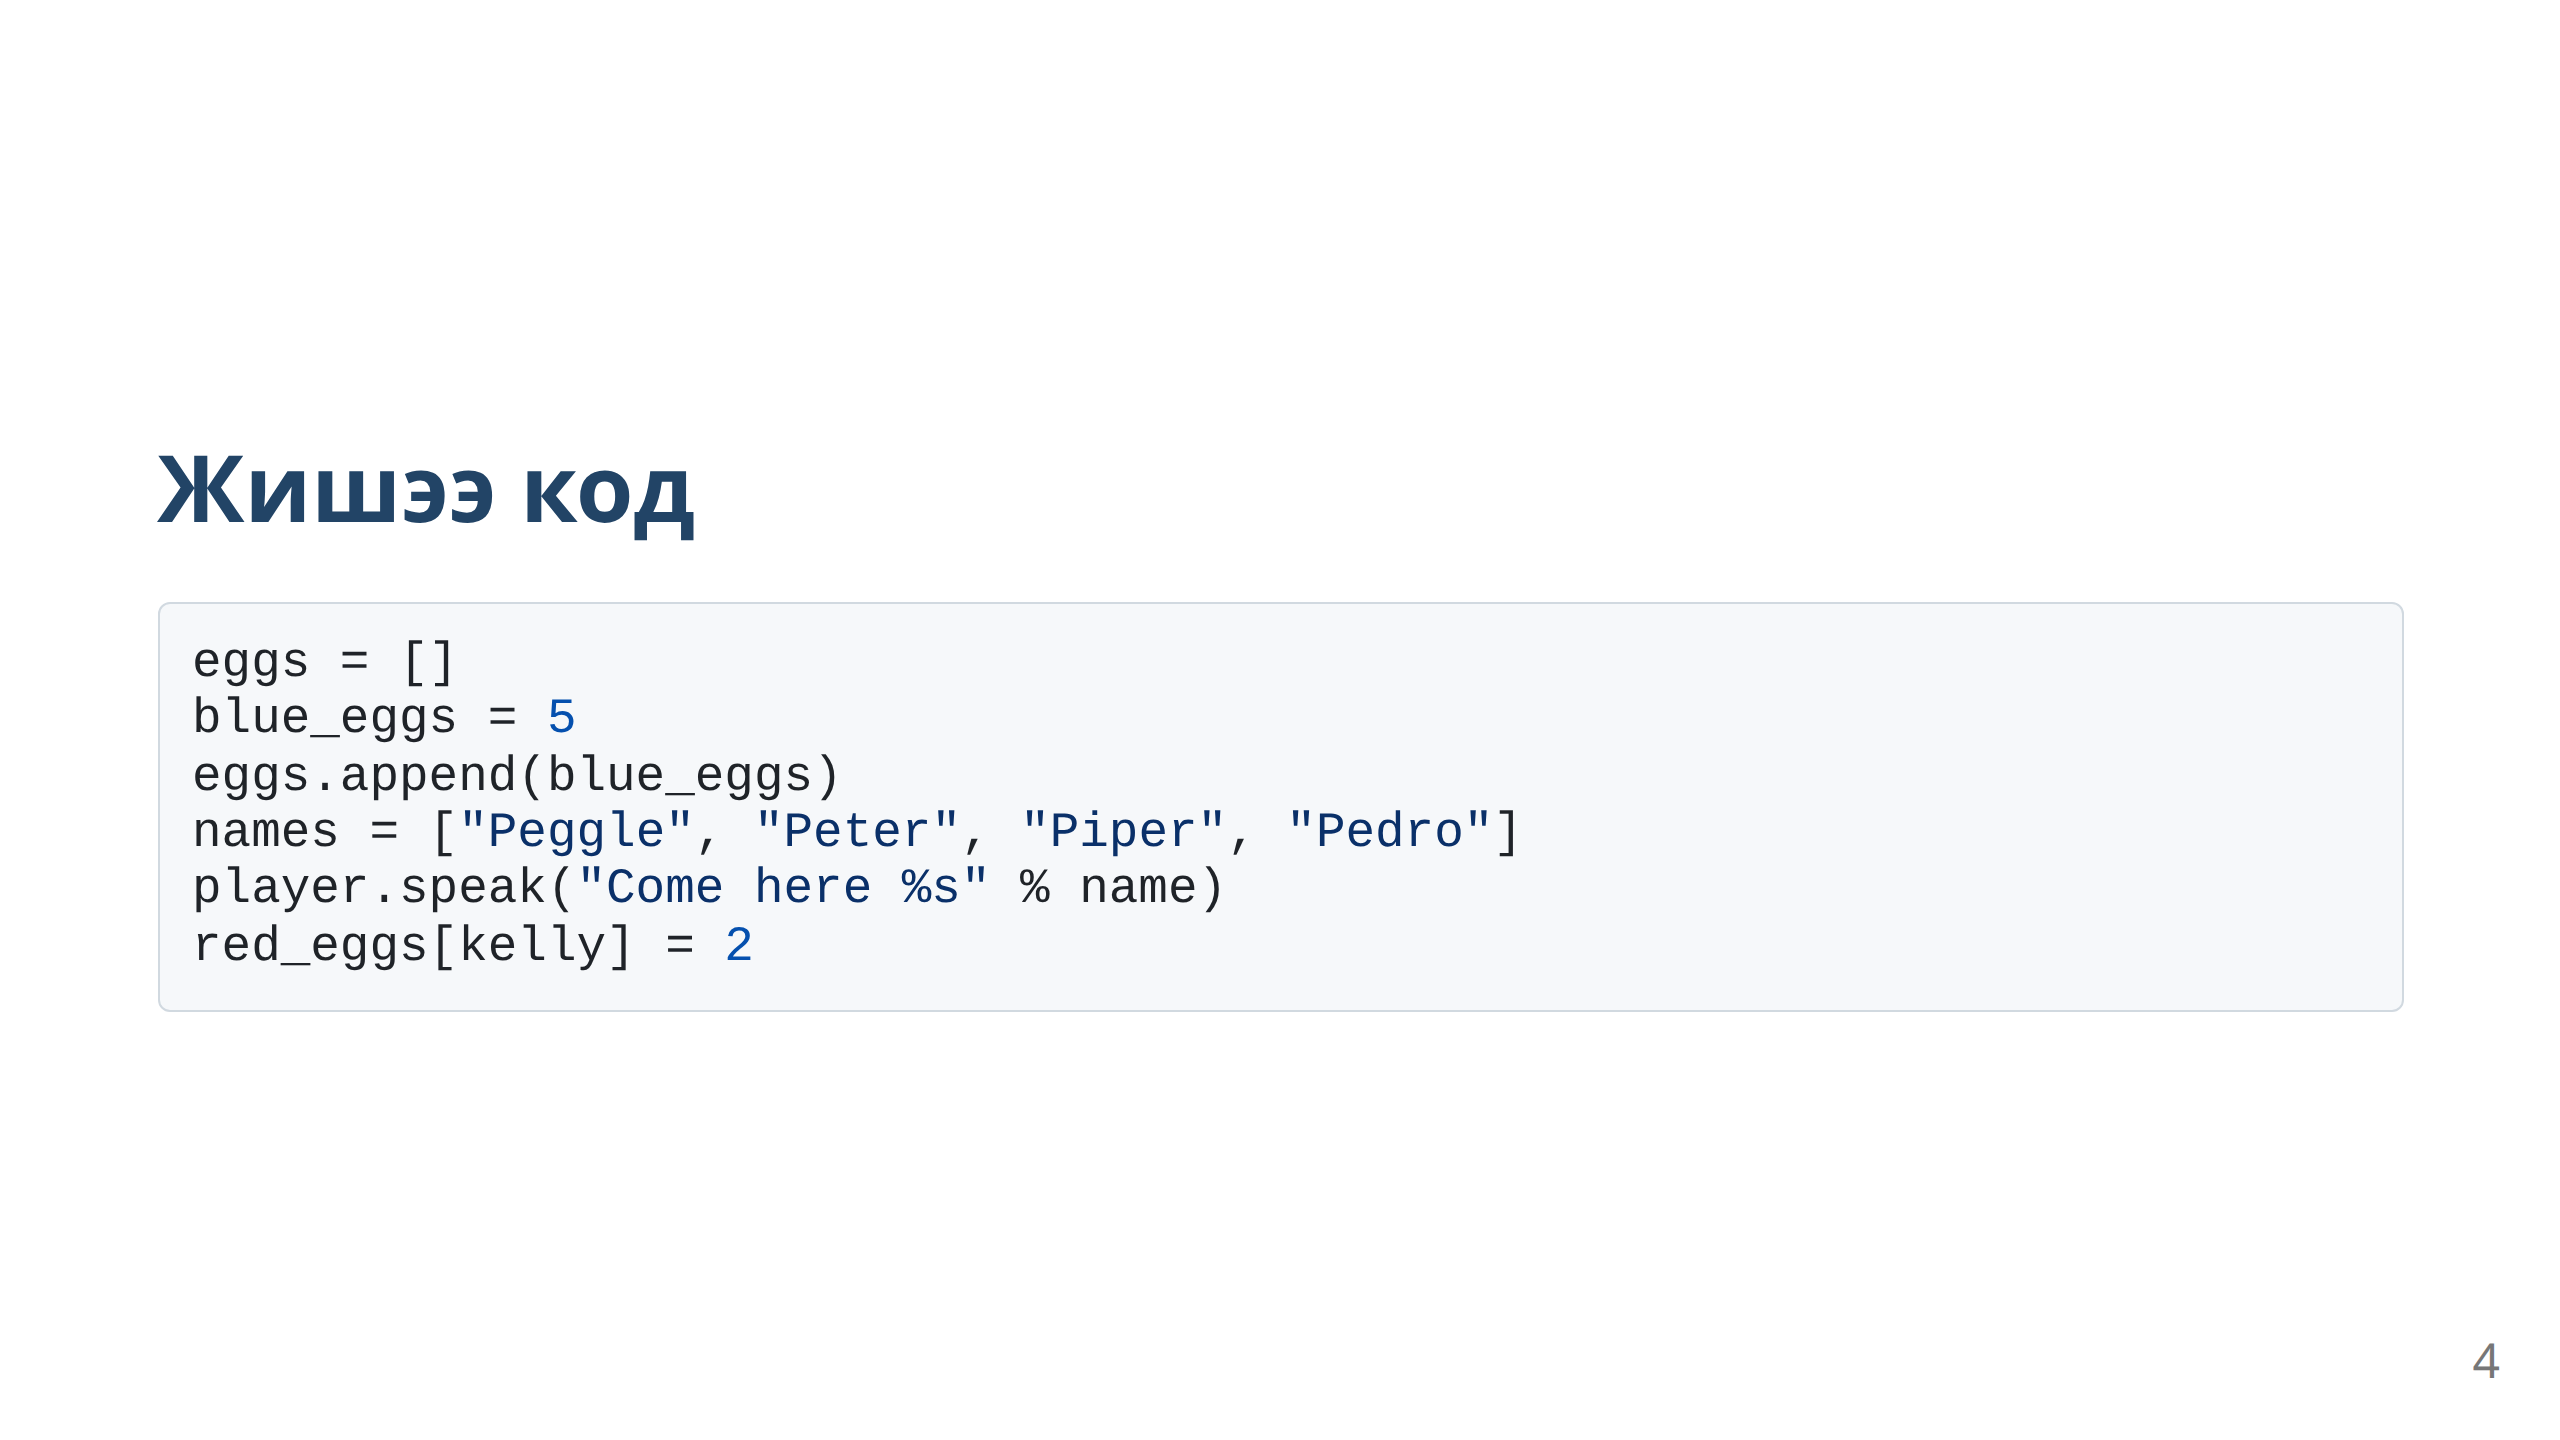 Жишээ код
eggs = []
blue_eggs = 5
eggs.append(blue_eggs)
names = ["Peggle", "Peter", "Piper", "Pedro"]
player.speak("Come here %s" % name)
red_eggs[kelly] = 2
4